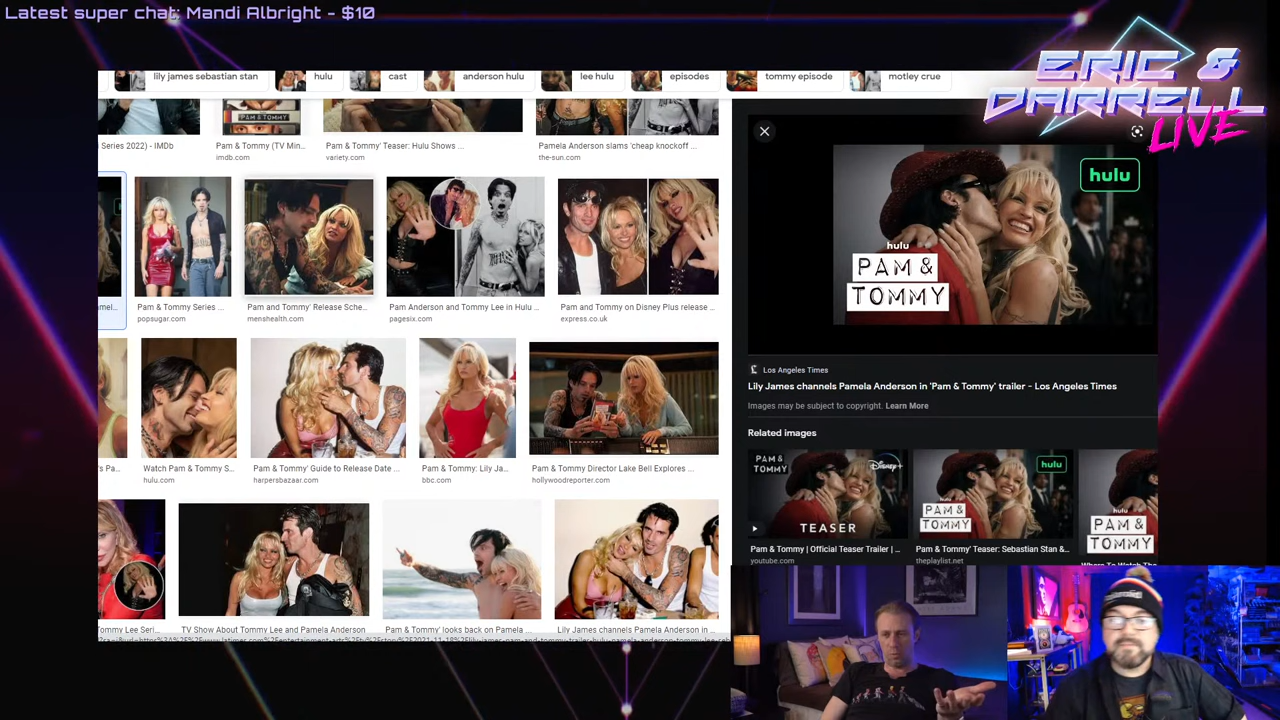 Latest super chat: Mandi Albright - $10
ERIC &
DARRELL
LIVE
lily james sebastian stan
hulu
cast
anderson hulu
lee hulu
episodes
tommy episode
motley crue
PAM & TOMMY
Series 2022) - IMDb
Pam & Tommy (TV Min...
imdb.com
Pam & Tommy' Teaser: Hulu Shows ...
variety.com
Pamela Anderson slams 'cheap knockoff ...
the-sun.com
Pam & Tommy Series ...
popsugar.com
Pam and Tommy' Release Sche...
menshealth.com
Pam Anderson and Tommy Lee in Hulu ...
pagesix.com
Pam and Tommy on Disney Plus release ...
express.co.uk
Watch Pam & Tommy S...
hulu.com
Pam & Tommy' Guide to Release Date ...
harpersbazaar.com
Pam & Tommy: Lily Ja...
bbc.com
Pam & Tommy Director Lake Bell Explores ...
hollywoodreporter.com
Tommy Lee Seri...
TV Show About Tommy Lee and Pamela Anderson
Pam & Tommy' looks back on Pamela ...
Lily James channels Pamela Anderson in ...
hulu
hulu
PAM &
TOMMY
Los Angeles Times
Lily James channels Pamela Anderson in 'Pam & Tommy' trailer - Los Angeles Times
Images may be subject to copyright. Learn More
Related images
PAM &
TOMMY
Disney+
TEASER
Pam & Tommy | Official Teaser Trailer | ...
youtube.com
hulu
hulu
PAM &
TOMMY
Pam & Tommy' Teaser: Sebastian Stan &...
theplaylist.net
hulu
PAM &
TOMMY